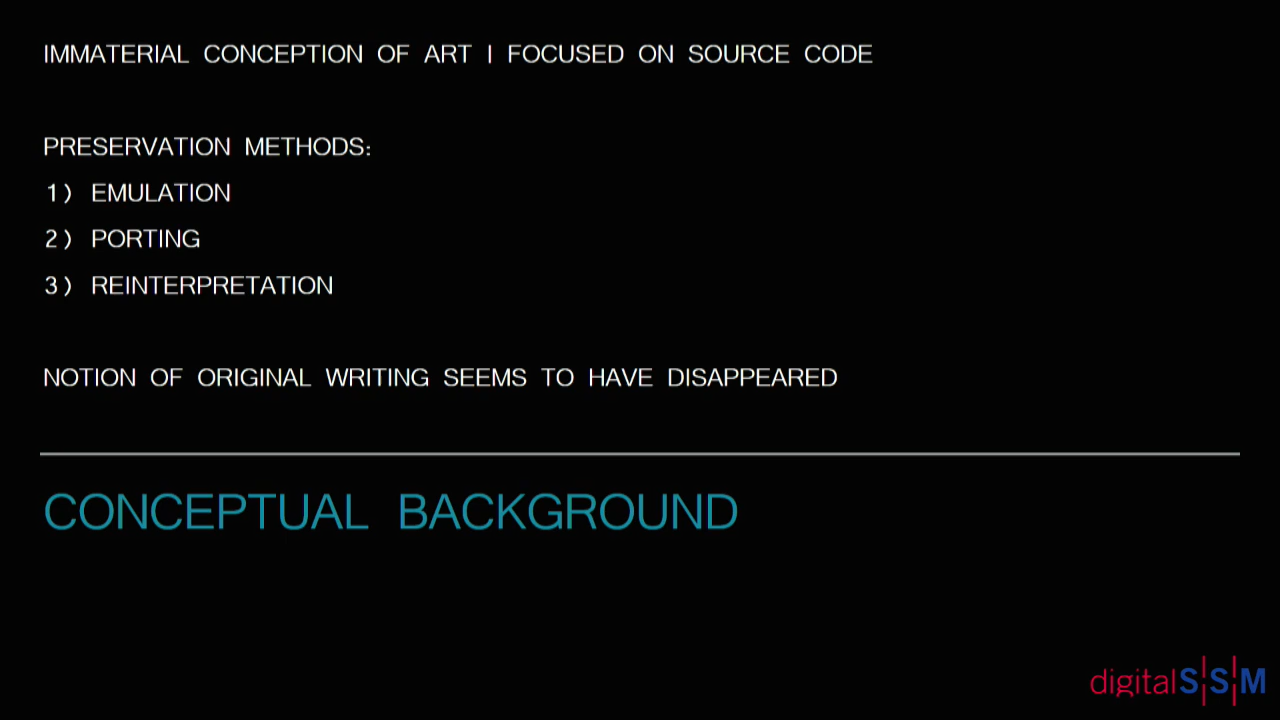 IMMATERIAL CONCEPTION OF ART | FOCUSED ON SOURCE CODE
PRESERVATION METHODS:
1) EMULATION
2) PORTING
3) REINTERPRETATION
NOTION OF ORIGINAL WRITING SEEMS TO HAVE DISAPPEARED
CONCEPTUAL BACKGROUND
digitalS|S|M